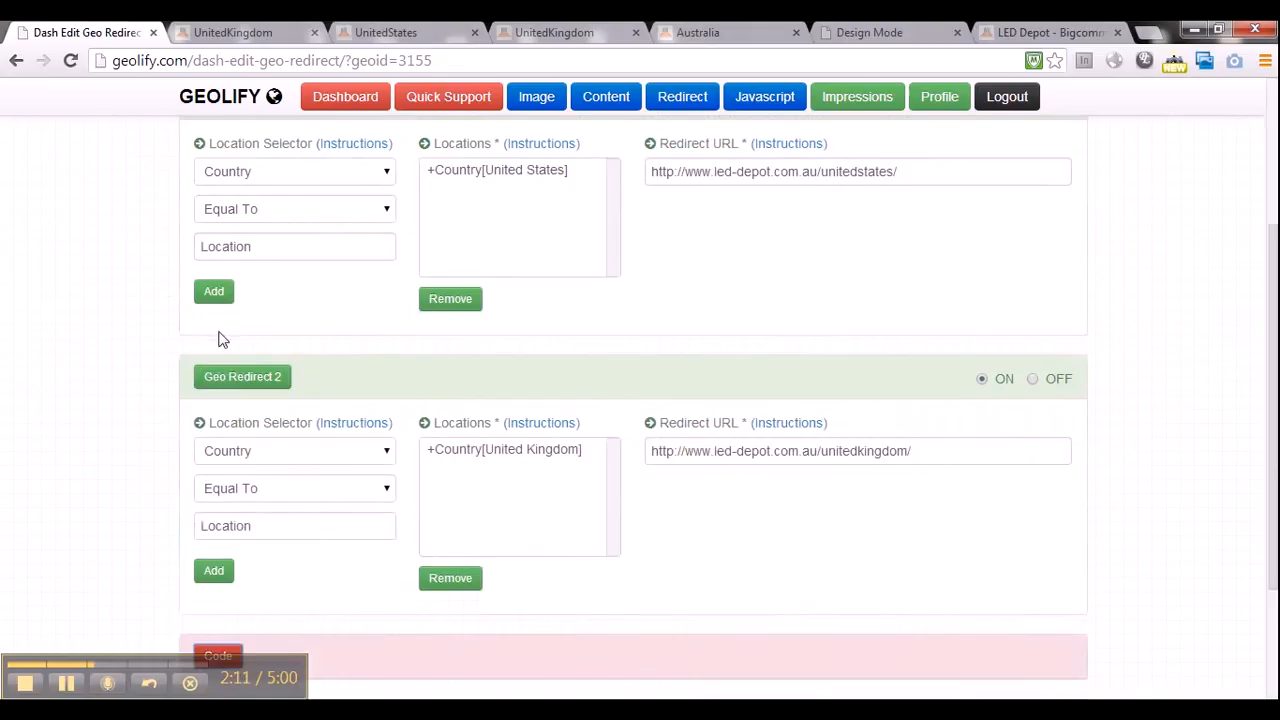 Dash Edit Geo Redirec
UnitedKingdom
UnitedStates
UnitedKingdom
Australia
Design Mode
LED Depot - Bigcomm
geolify.com/dash-edit-geo-redirect/?geoid=3155
NEW
GEOLIFY Dashboard Quick Support Image Content Redirect Javascript Impressions Profile Logout
Location Selector (Instructions)
Locations * (Instructions)
Redirect URL * (Instructions)
Country
+Country[United States]
http://www.led-depot.com.au/unitedstates/
Equal To
Location
Add
Remove
Geo Redirect 2
ON OFF
Location Selector (Instructions)
Locations * (Instructions)
Redirect URL * (Instructions)
Country
+Country[United Kingdom]
http://www.led-depot.com.au/unitedkingdom/
Equal To
Location
Add
Remove
Code
2:11 / 5:00